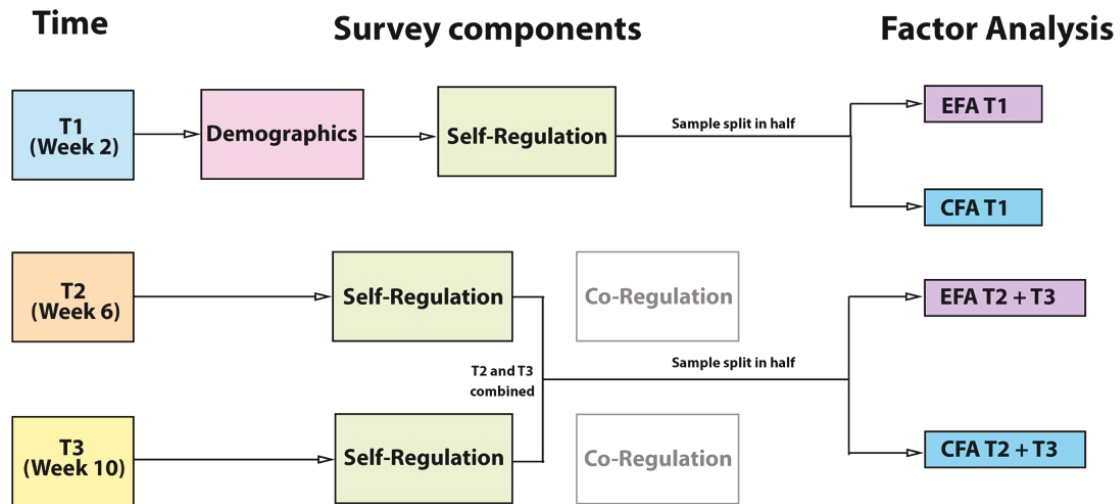 Time
Survey components
Factor Analysis
T1
(Week 2)
Demographics
Self-Regulation
Sample split in half
EFA T1
CFA T1
T2
(Week 6)
Self-Regulation
Co-Regulation
EFA T2 + T3
T2 and T3
combined
Sample split in half
T3
(Week 10)
Self-Regulation
Co-Regulation
CFA T2 + T3